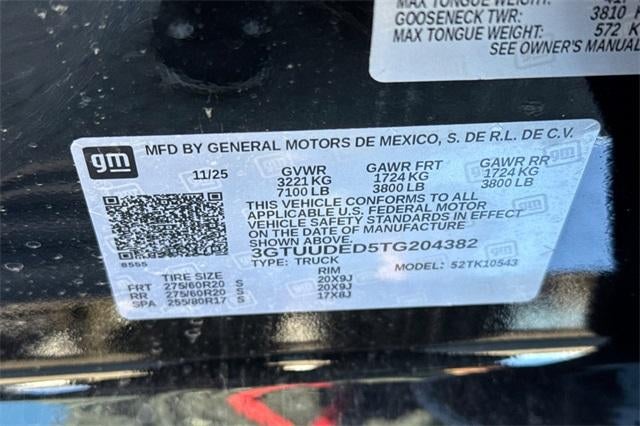 MAX TONGUE WEIGHT:
GOOSENECK TWR: 3810 K
MAX TONGUE WEIGHT: 572 K
SEE OWNER'S MANUAL
gm
MFD BY GENERAL MOTORS DE MEXICO, S. DE R.L. DE C.V.
11/25 GVWR GAWR FRT GAWR RR
3221 KG 1724 KG 1724 KG
7100 LB 3800 LB 3800 LB
THIS VEHICLE CONFORMS TO ALL
APPLICABLE U.S. FEDERAL MOTOR
VEHICLE SAFETY STANDARDS IN EFFECT
ON THE DATE OF MANUFACTURE
SHOWN ABOVE.
3GTUUDED5TG204382
8555 TYPE: TRUCK MODEL: 52TK10543
TIRE SIZE RIM
FRT 275/60R20 S 20X9J
RR 275/60R20 S 20X9J
SPA 255/80R17 S 17X8J